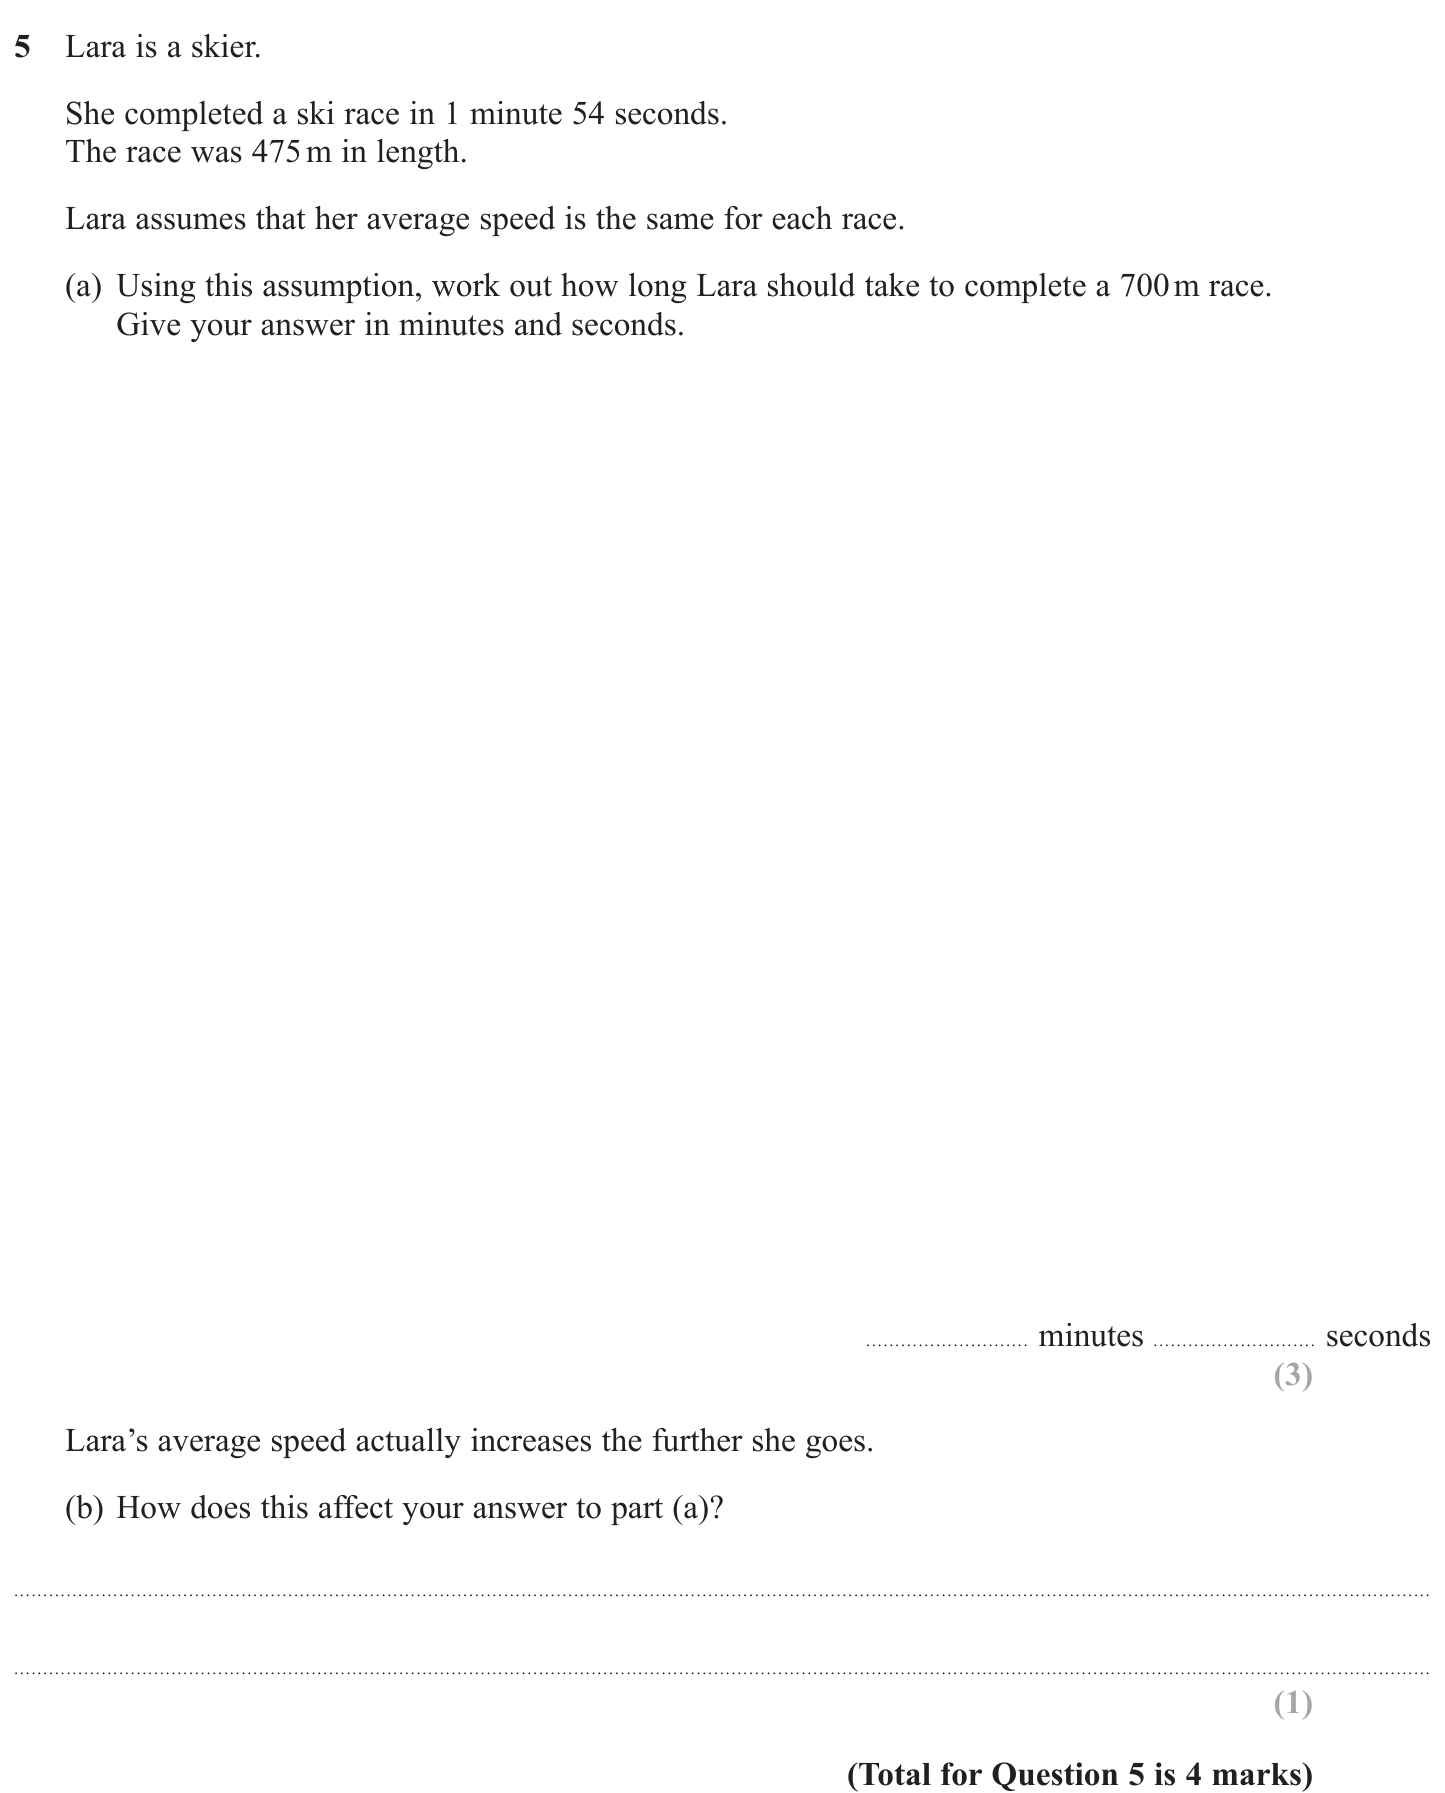 5 Lara is a skier.
She completed a ski race in 1 minute 54 seconds.
The race was 475 m in length.
Lara assumes that her average speed is the same for each race.
(a) Using this assumption, work out how long Lara should take to complete a 700 m race.
Give your answer in minutes and seconds.
.......................... minutes .......................... seconds
(3)
Lara’s average speed actually increases the further she goes.
(b) How does this affect your answer to part (a)?
(1)
(Total for Question 5 is 4 marks)